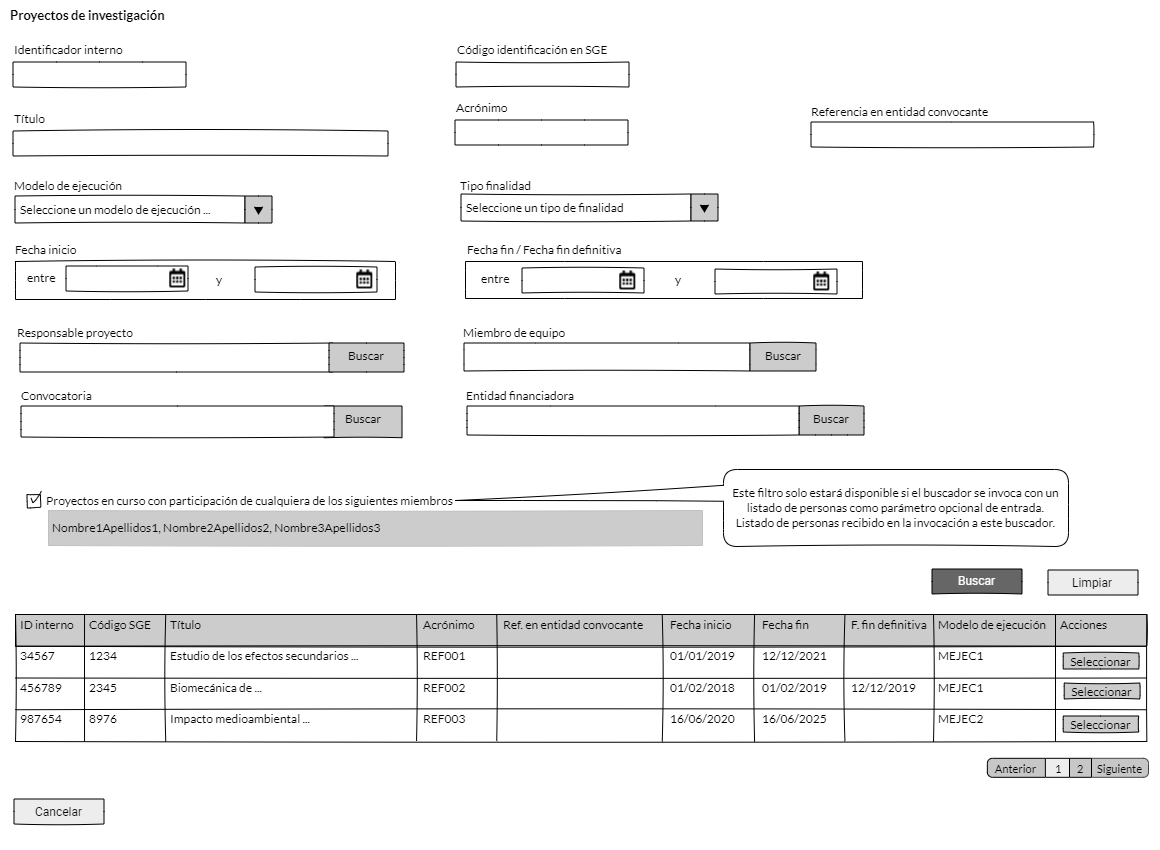 Proyectos de investigación
Identificador interno
Código identificación en SGE
Título
Acrónimo
Referencia en entidad convocante
Modelo de ejecución
Tipo finalidad
Seleccione un modelo de ejecución ...
Seleccione un tipo de finalidad
Fecha inicio
Fecha fin / Fecha fin definitiva
entre y
entre y
Responsable proyecto
Miembro de equipo
Buscar
Buscar
Convocatoria
Entidad financiadora
Buscar
Buscar
Proyectos en curso con participación de cualquiera de los siguientes miembros
Nombre1Apellidos1, Nombre2Apellidos2, Nombre3Apellidos3
Este filtro solo estará disponible si el buscador se invoca con un
listado de personas como parámetro opcional de entrada.
Listado de personas recibido en la invocación a este buscador.
Buscar
Limpiar
ID interno Código SGE Título Acrónimo Ref. en entidad convocante Fecha inicio Fecha fin F. fin definitiva Modelo de ejecución Acciones
34567 1234 Estudio de los efectos secundarios ... REF001 01/01/2019 12/12/2021 MEJEC1 Seleccionar
456789 2345 Biomecánica de ... REF002 01/02/2018 01/02/2019 12/12/2019 MEJEC1 Seleccionar
987654 8976 Impacto medioambiental ... REF003 16/06/2020 16/06/2025 MEJEC2 Seleccionar
Anterior 1 2 Siguiente
Cancelar